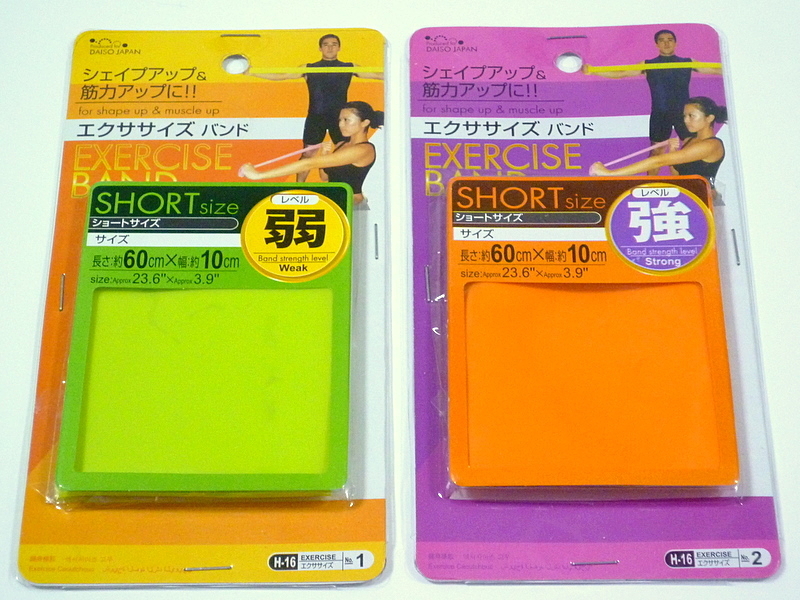 Produced for
DAISO JAPAN
シェイプアップ&
筋力アップに!!
for shape up & muscle up
エクササイズ バンド
EXERCISE
BAND
SHORT size
ショートサイズ
サイズ
長さ:約60cm×幅:約10cm
size:Approx 23.6"×Approx 3.9"
レベル
弱
Band strength level
Weak
H-16 EXERCISE エクササイズ No. 1
Produced for
DAISO JAPAN
シェイプアップ&
筋力アップに!!
for shape up & muscle up
エクササイズ バンド
EXERCISE
BAND
SHORT size
ショートサイズ
サイズ
長さ:約60cm×幅:約10cm
size:Approx 23.6"×Approx 3.9"
レベル
強
Band strength level
Strong
H-16 EXERCISE エクササイズ No. 2